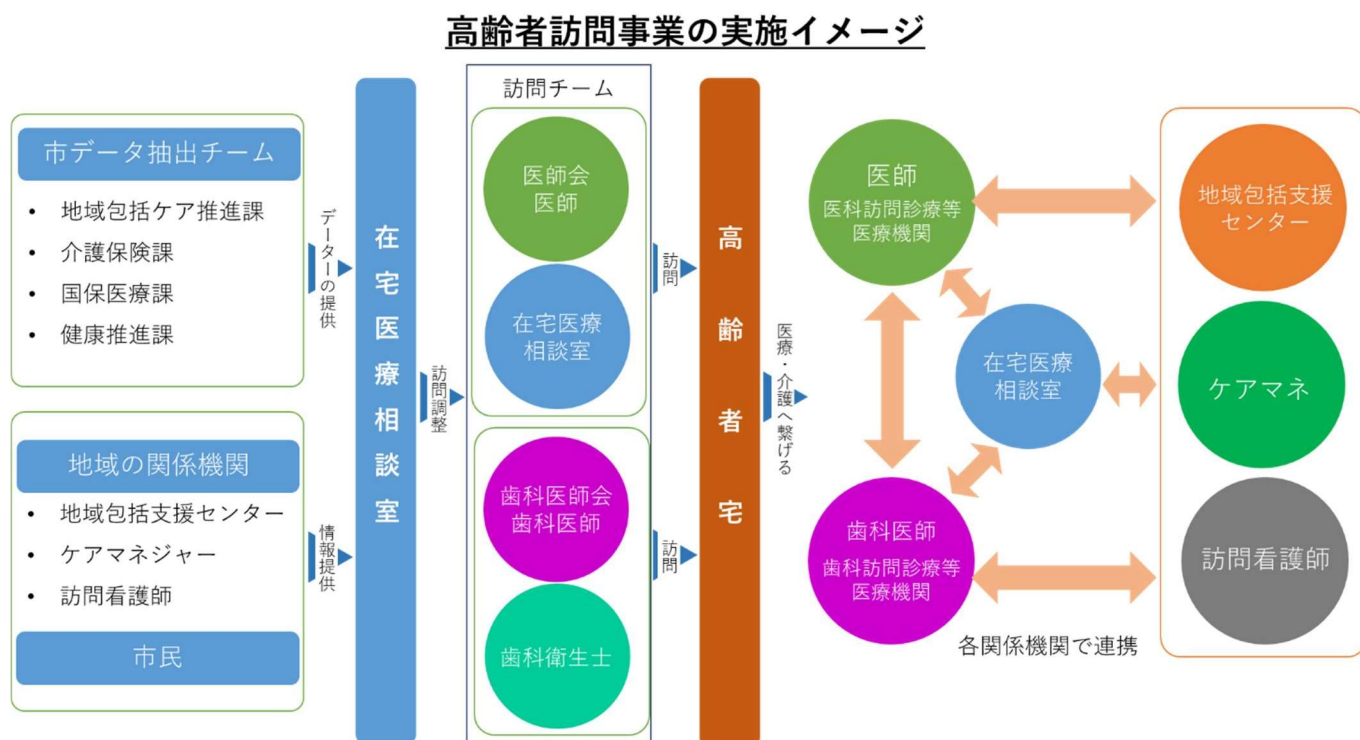 高齢者訪問事業の実施イメージ
市データ抽出チーム
• 地域包括ケア推進課
• 介護保険課
• 国保医療課
• 健康推進課
地域の関係機関
• 地域包括支援センター
• ケアマネジャー
• 訪問看護師
市民
データーの提供
情報提供
在宅医療相談室
訪問調整
訪問チーム
医師会
医師
在宅医療
相談室
歯科医師会
歯科医師
歯科衛生士
訪問
訪問
高齢者宅
医療・介護へ繋げる
医師
医科訪問診療等
医療機関
在宅医療
相談室
歯科医師
歯科訪問診療等
医療機関
地域包括支援
センター
ケアマネ
訪問看護師
各関係機関で連携